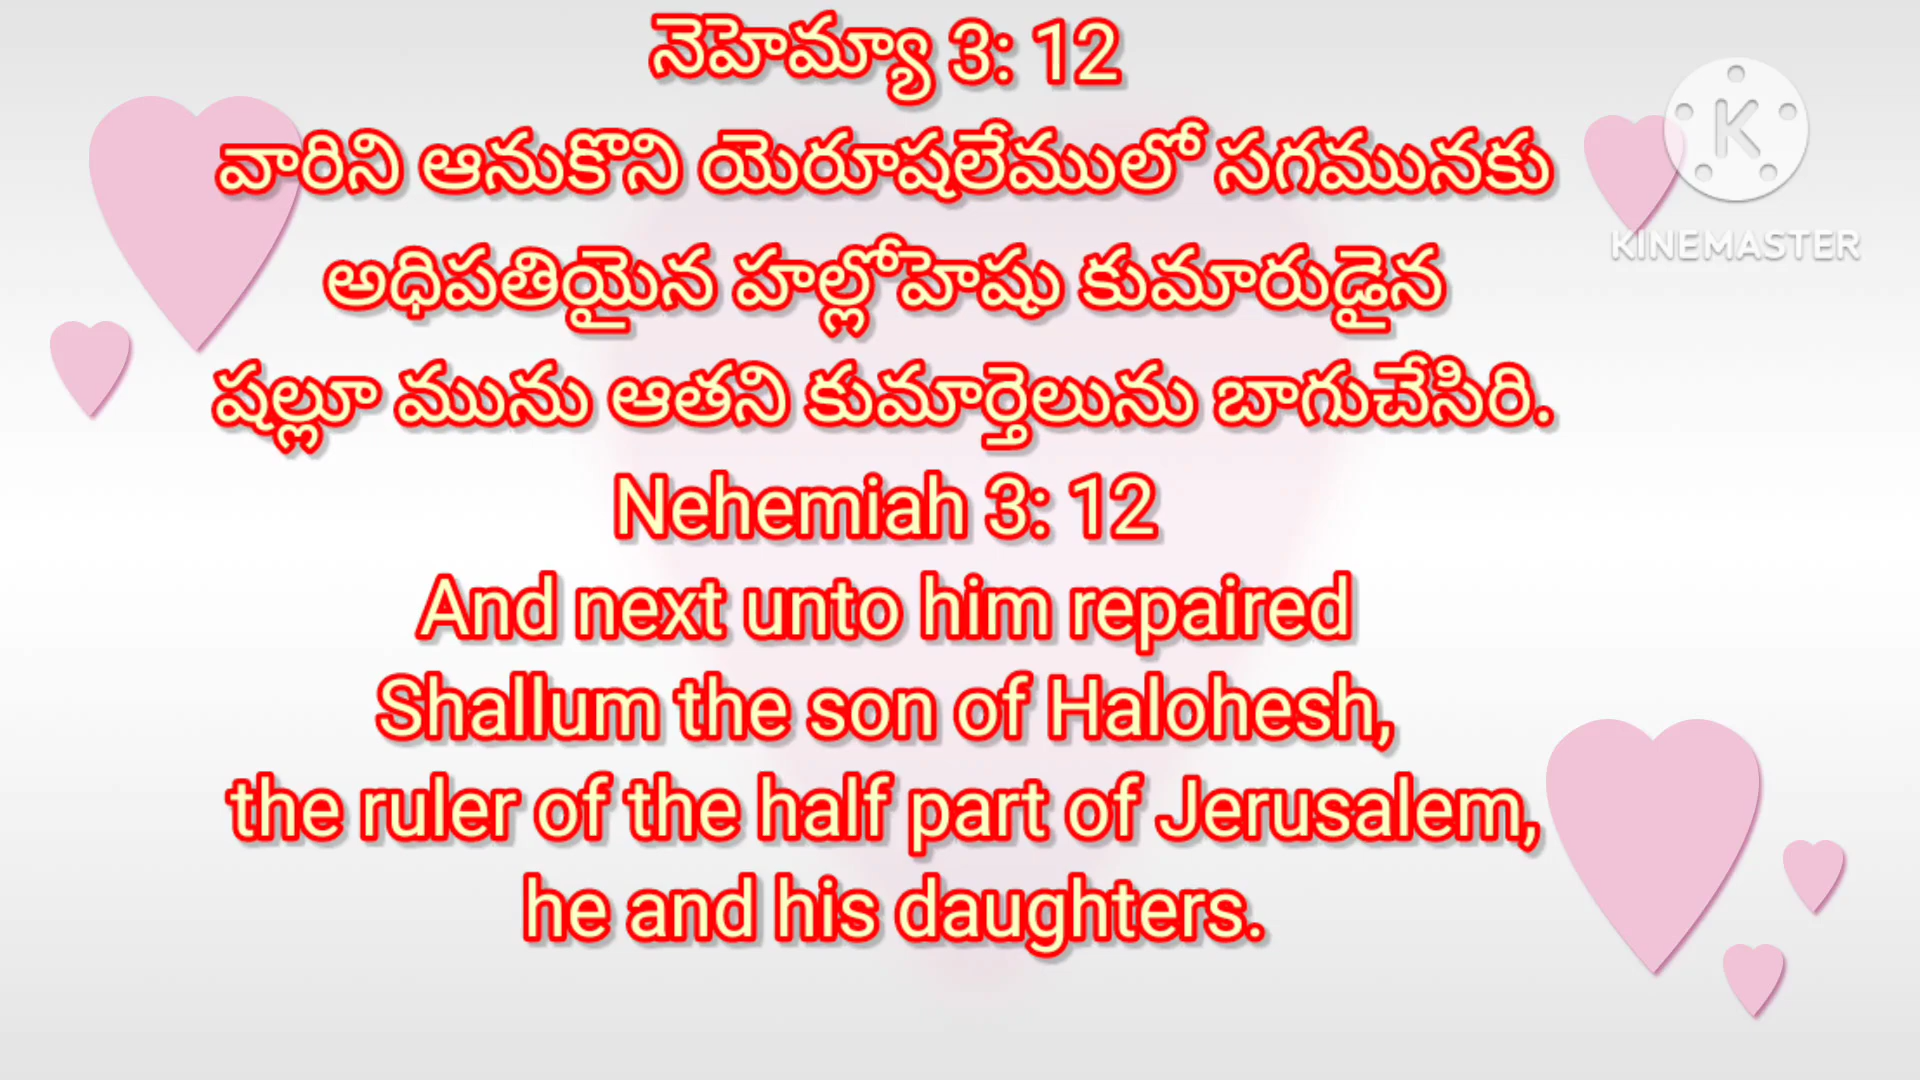 నెహెమ్యా 3: 12
వారిని ఆనుకొని యెరూషలేములో సగమునకు
అధిపతియైన హల్లోహెషు కుమారుడైన
షల్లూ మును ఆతని కుమార్తెలును బాగుచేసిరి.
Nehemiah 3: 12
And next unto him repaired
Shallum the son of Halohesh,
the ruler of the half part of Jerusalem,
he and his daughters.
K
KINEMASTER